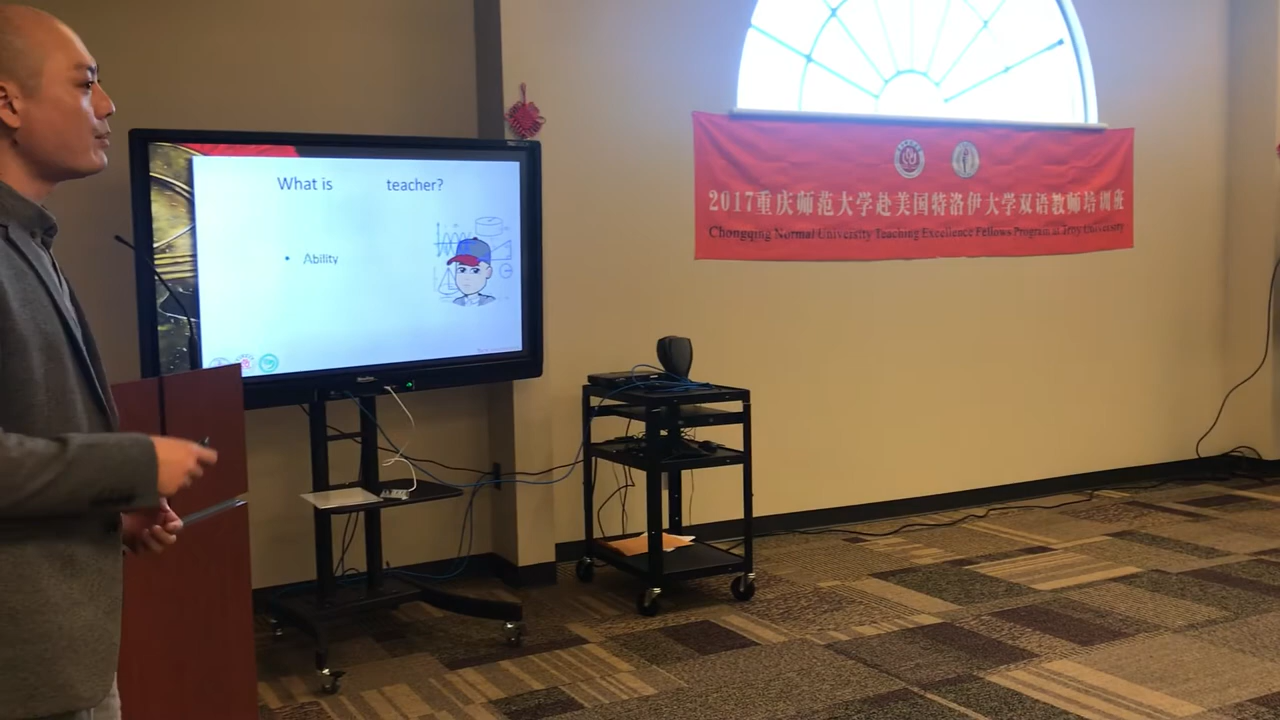 What is teacher?
• Ability
2017重庆师范大学赴美国特洛伊大学双语教师培训班
Chongqing Normal University Teaching Excellence Fellows Program at Troy University